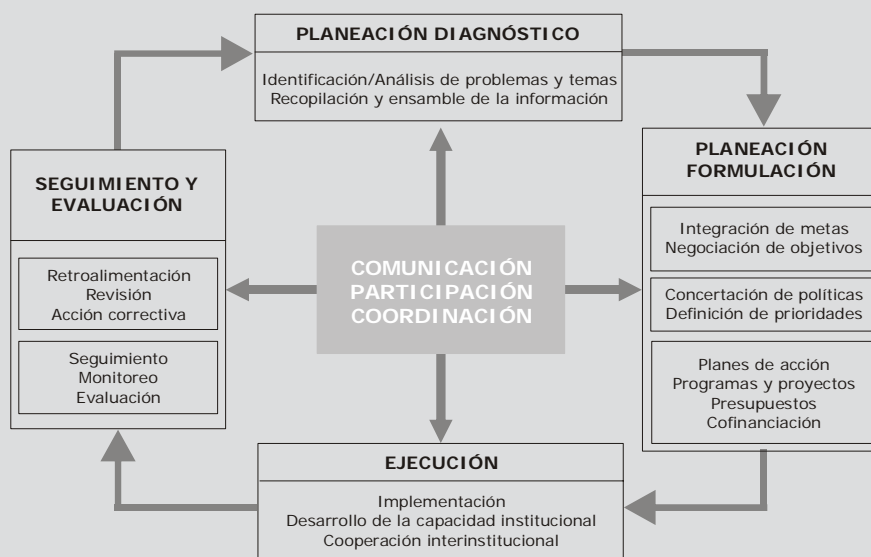 PLANEACIÓN DIAGNÓSTICO
Identificación/Análisis de problemas y temas
Recopilación y ensamble de la información
PLANEACIÓN
FORMULACIÓN
Integración de metas
Negociación de objetivos
Concertación de políticas
Definición de prioridades
Planes de acción
Programas y proyectos
Presupuestos
Cofinanciación
SEGUIMIENTO Y
EVALUACIÓN
Retroalimentación
Revisión
Acción correctiva
Seguimiento
Monitoreo
Evaluación
COMUNICACIÓN
PARTICIPACIÓN
COORDINACIÓN
EJECUCIÓN
Implementación
Desarrollo de la capacidad institucional
Cooperación interinstitucional